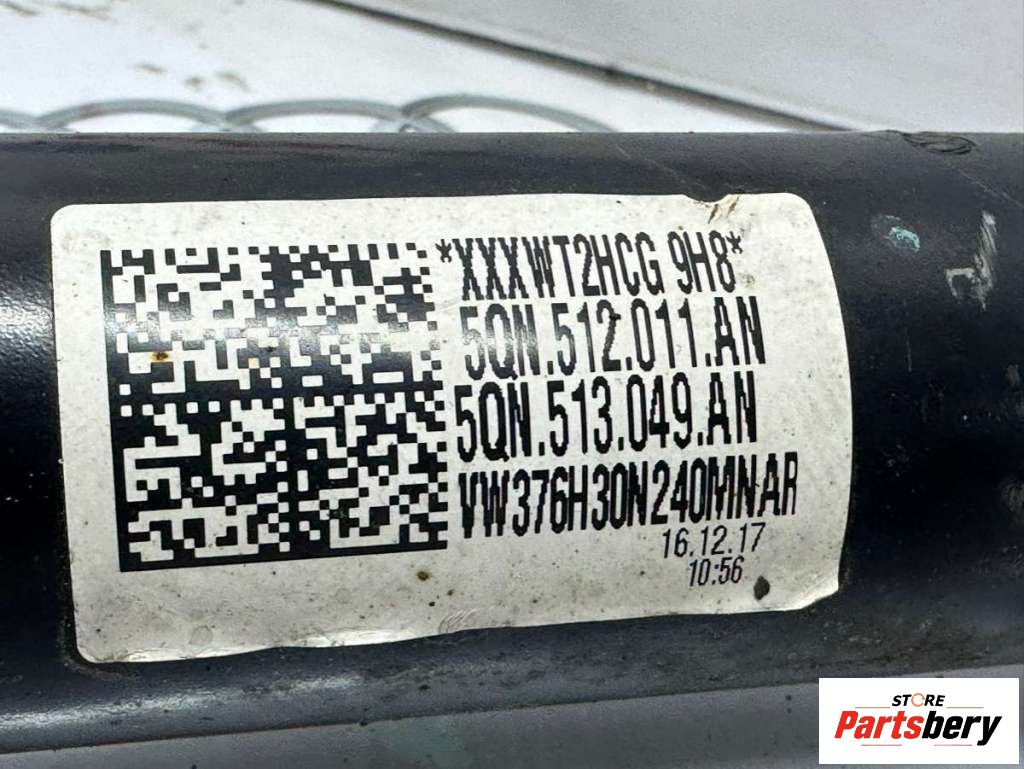 *XXXWT2HCG 9H8*
5QN.512.011.AN
5QN.513.049.AN
VW376H30N240MNAR
16.12.17
10:56
STORE
Partsbery